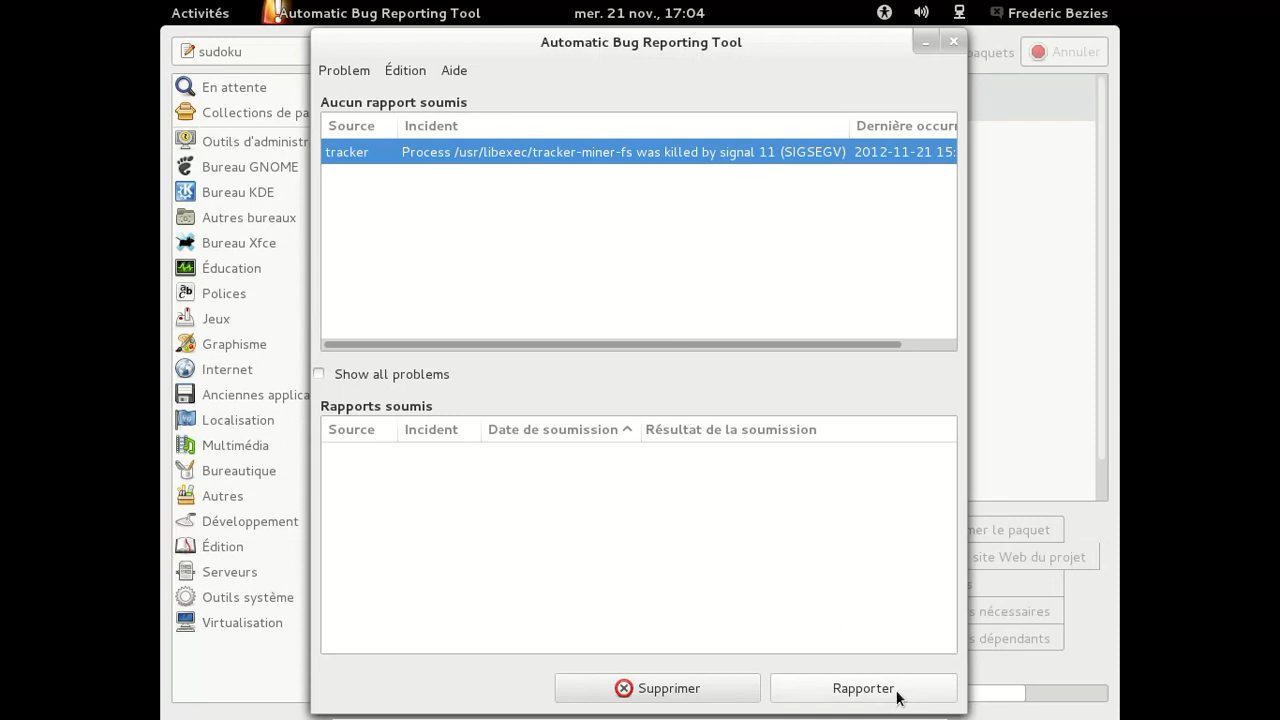 Activités
Automatic Bug Reporting Tool
mer. 21 nov., 17:04
Frederic Bezies
sudoku
paquets
Annuler
En attente
Collections de pa
Outils d'administr
Bureau GNOME
Bureau KDE
Autres bureaux
Bureau Xfce
Éducation
Polices
Jeux
Graphisme
Internet
Anciennes applica
Localisation
Multimédia
Bureautique
Autres
Développement
Édition
Serveurs
Outils système
Virtualisation
Automatic Bug Reporting Tool
Problem Édition Aide
Aucun rapport soumis
Source Incident Dernière occurr
tracker Process /usr/libexec/tracker-miner-fs was killed by signal 11 (SIGSEGV) 2012-11-21 15:
Show all problems
Rapports soumis
Source Incident Date de soumission Résultat de la soumission
Supprimer
Rapporter
mer le paquet
site Web du projet
s
s nécessaires
s dépendants